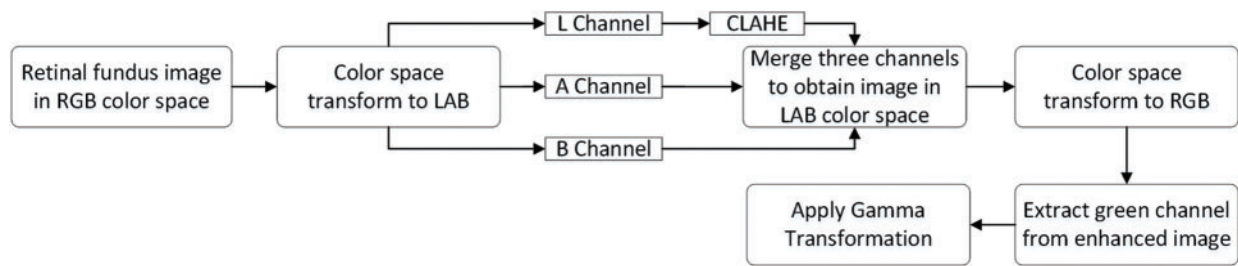 Retinal fundus image
in RGB color space
Color space
transform to LAB
L Channel
CLAHE
A Channel
B Channel
Merge three channels
to obtain image in
LAB color space
Color space
transform to RGB
Extract green channel
from enhanced image
Apply Gamma
Transformation